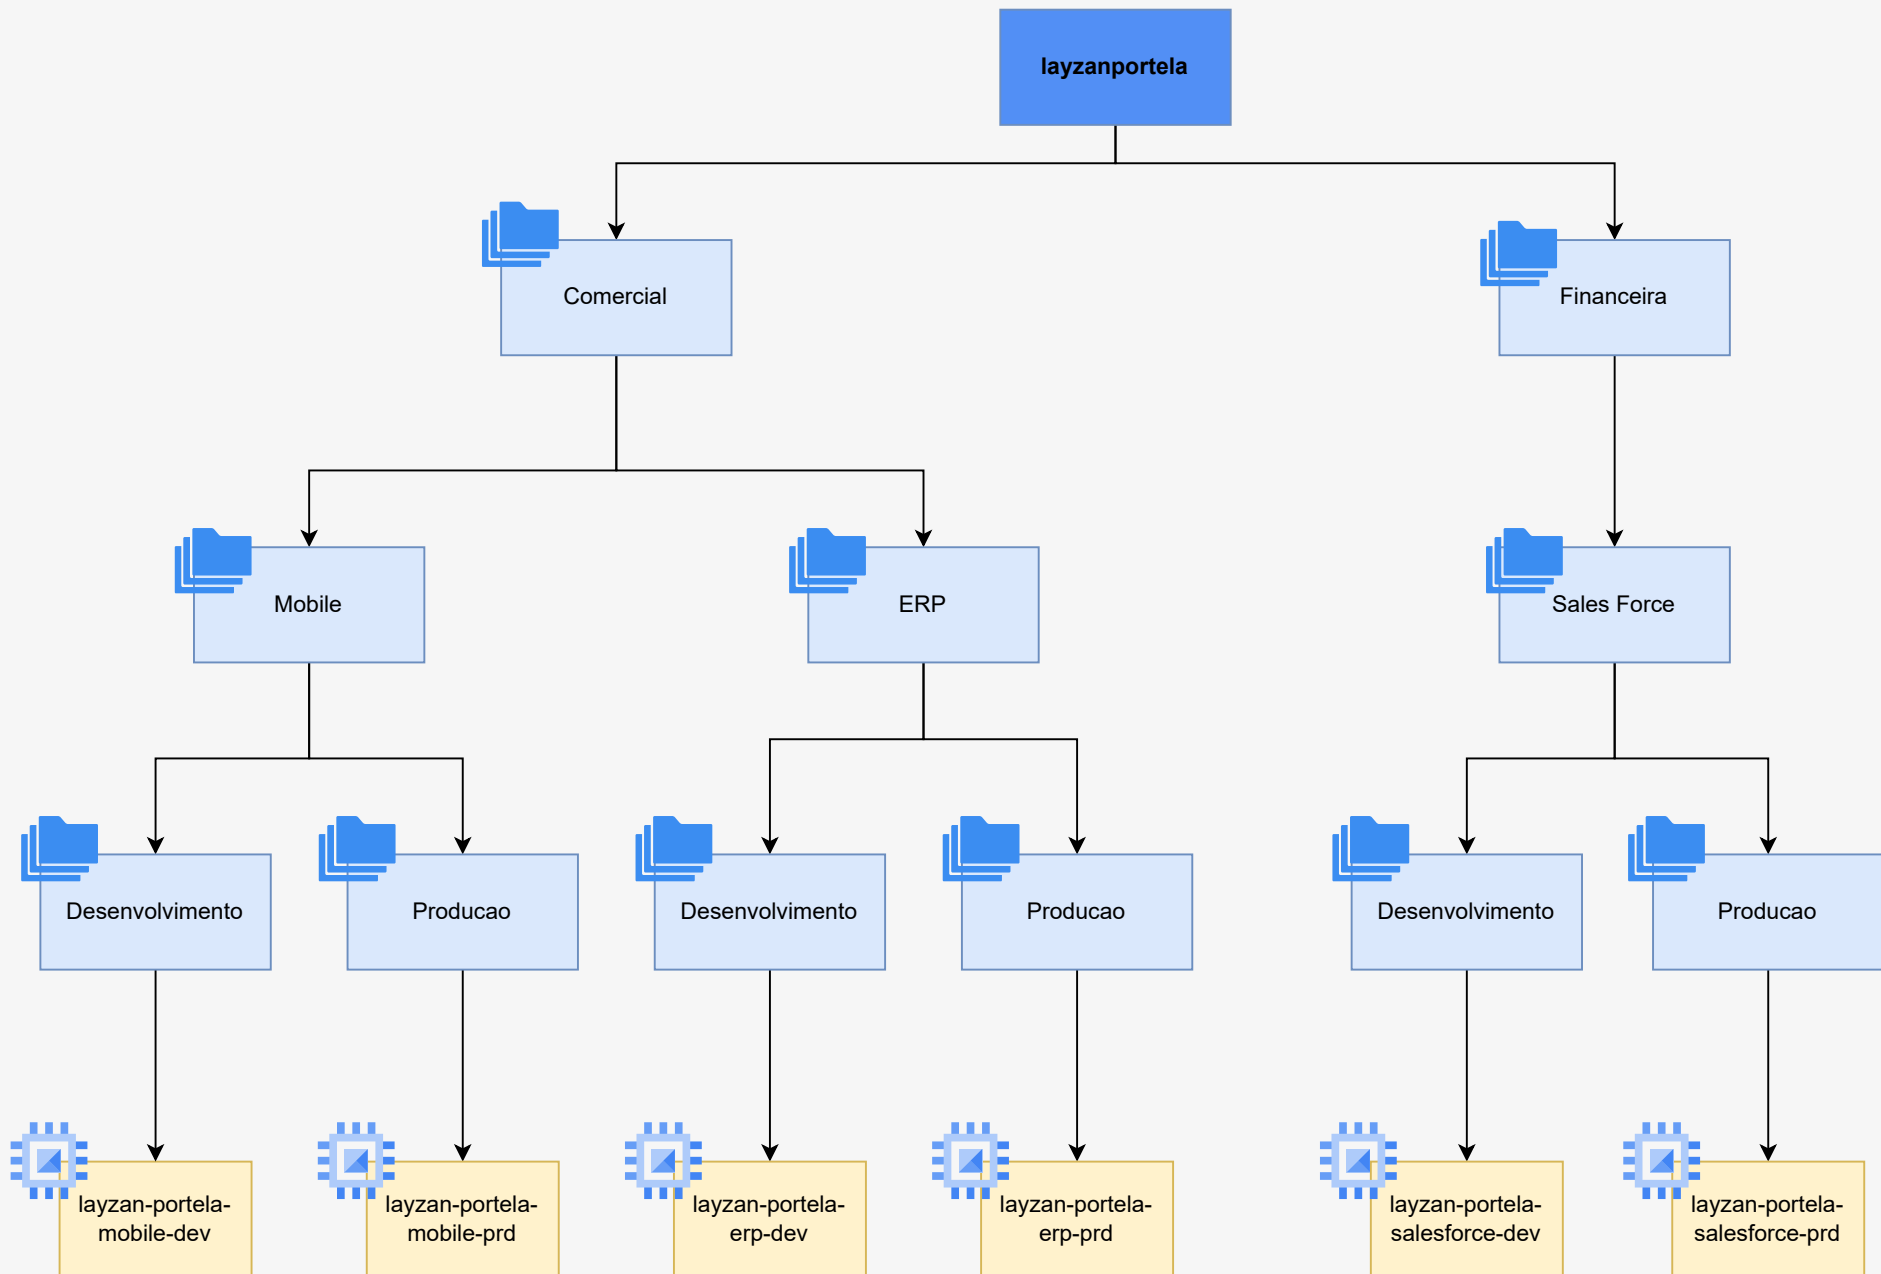 layzanportela
Comercial
Financeira
Mobile
ERP
Sales Force
Desenvolvimento
Producao
Desenvolvimento
Producao
Desenvolvimento
Producao
layzan-portela-
mobile-dev
layzan-portela-
mobile-prd
layzan-portela-
erp-dev
layzan-portela-
erp-prd
layzan-portela-
salesforce-dev
layzan-portela-
salesforce-prd